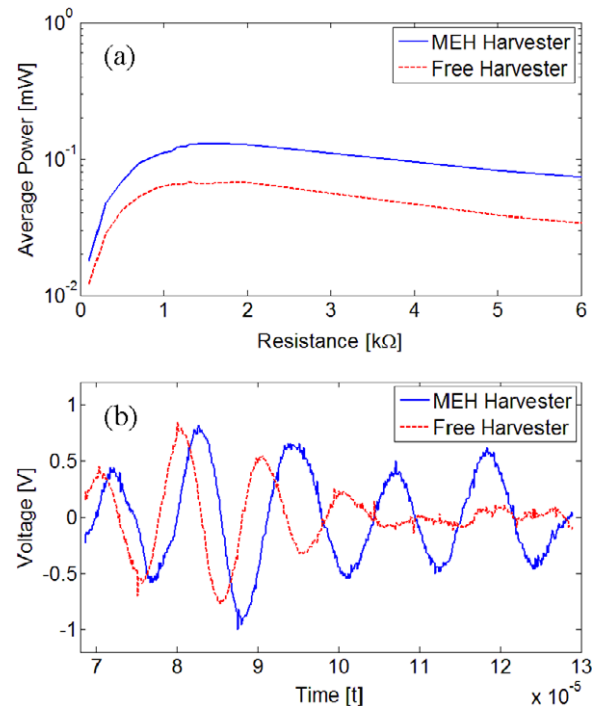 (a)
MEH Harvester
Free Harvester
Average Power [mW]
10^0
10^-1
10^-2
0 1 2 3 4 5 6
Resistance [kΩ]
(b)
MEH Harvester
Free Harvester
Voltage [V]
1
0.5
0
-0.5
-1
7 8 9 10 11 12 13
Time [t]
x 10^-5